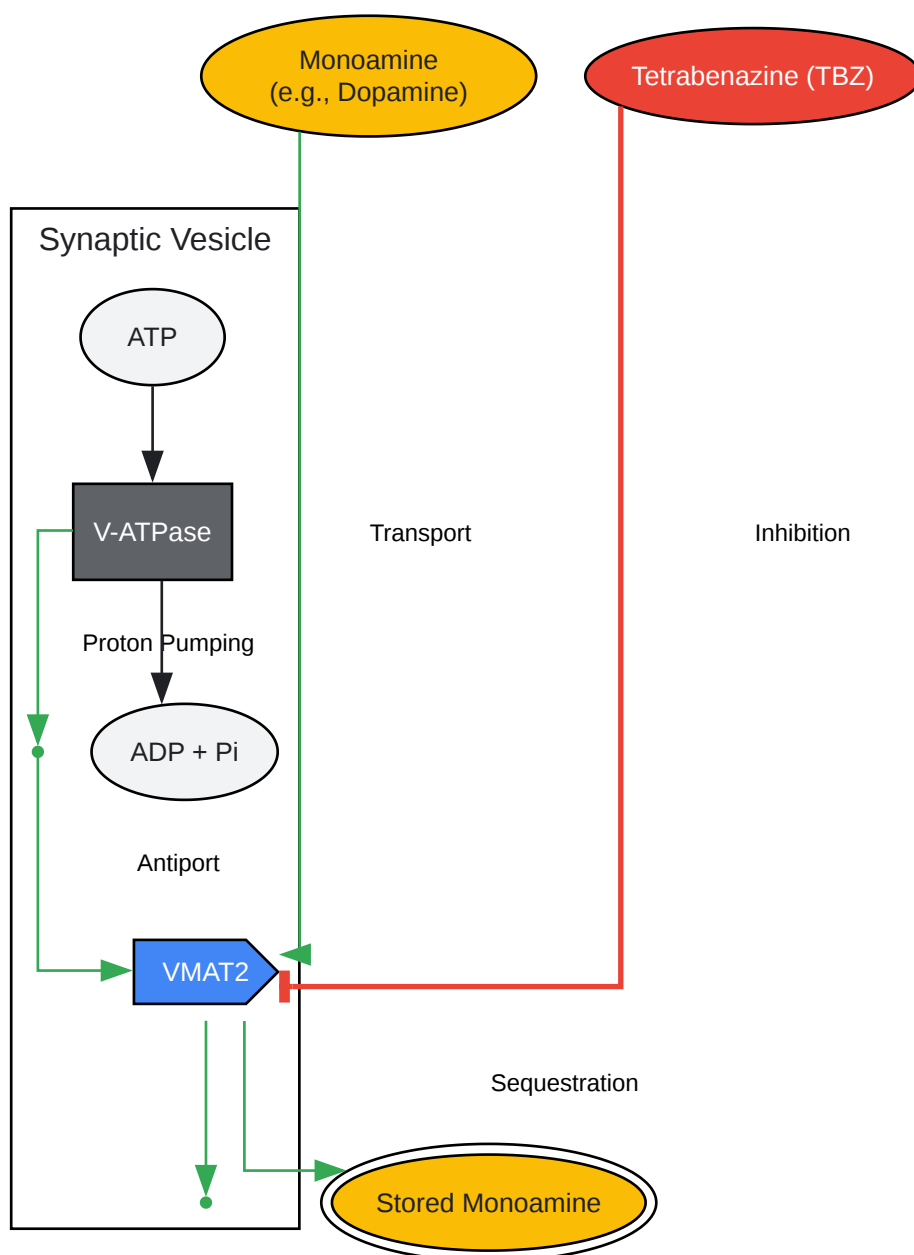 Monoamine
(e.g., Dopamine)
Tetrabenazine (TBZ)
Synaptic Vesicle
ATP
V-ATPase
Transport
Inhibition
Proton Pumping
ADP + Pi
Antiport
VMAT2
Sequestration
Stored Monoamine